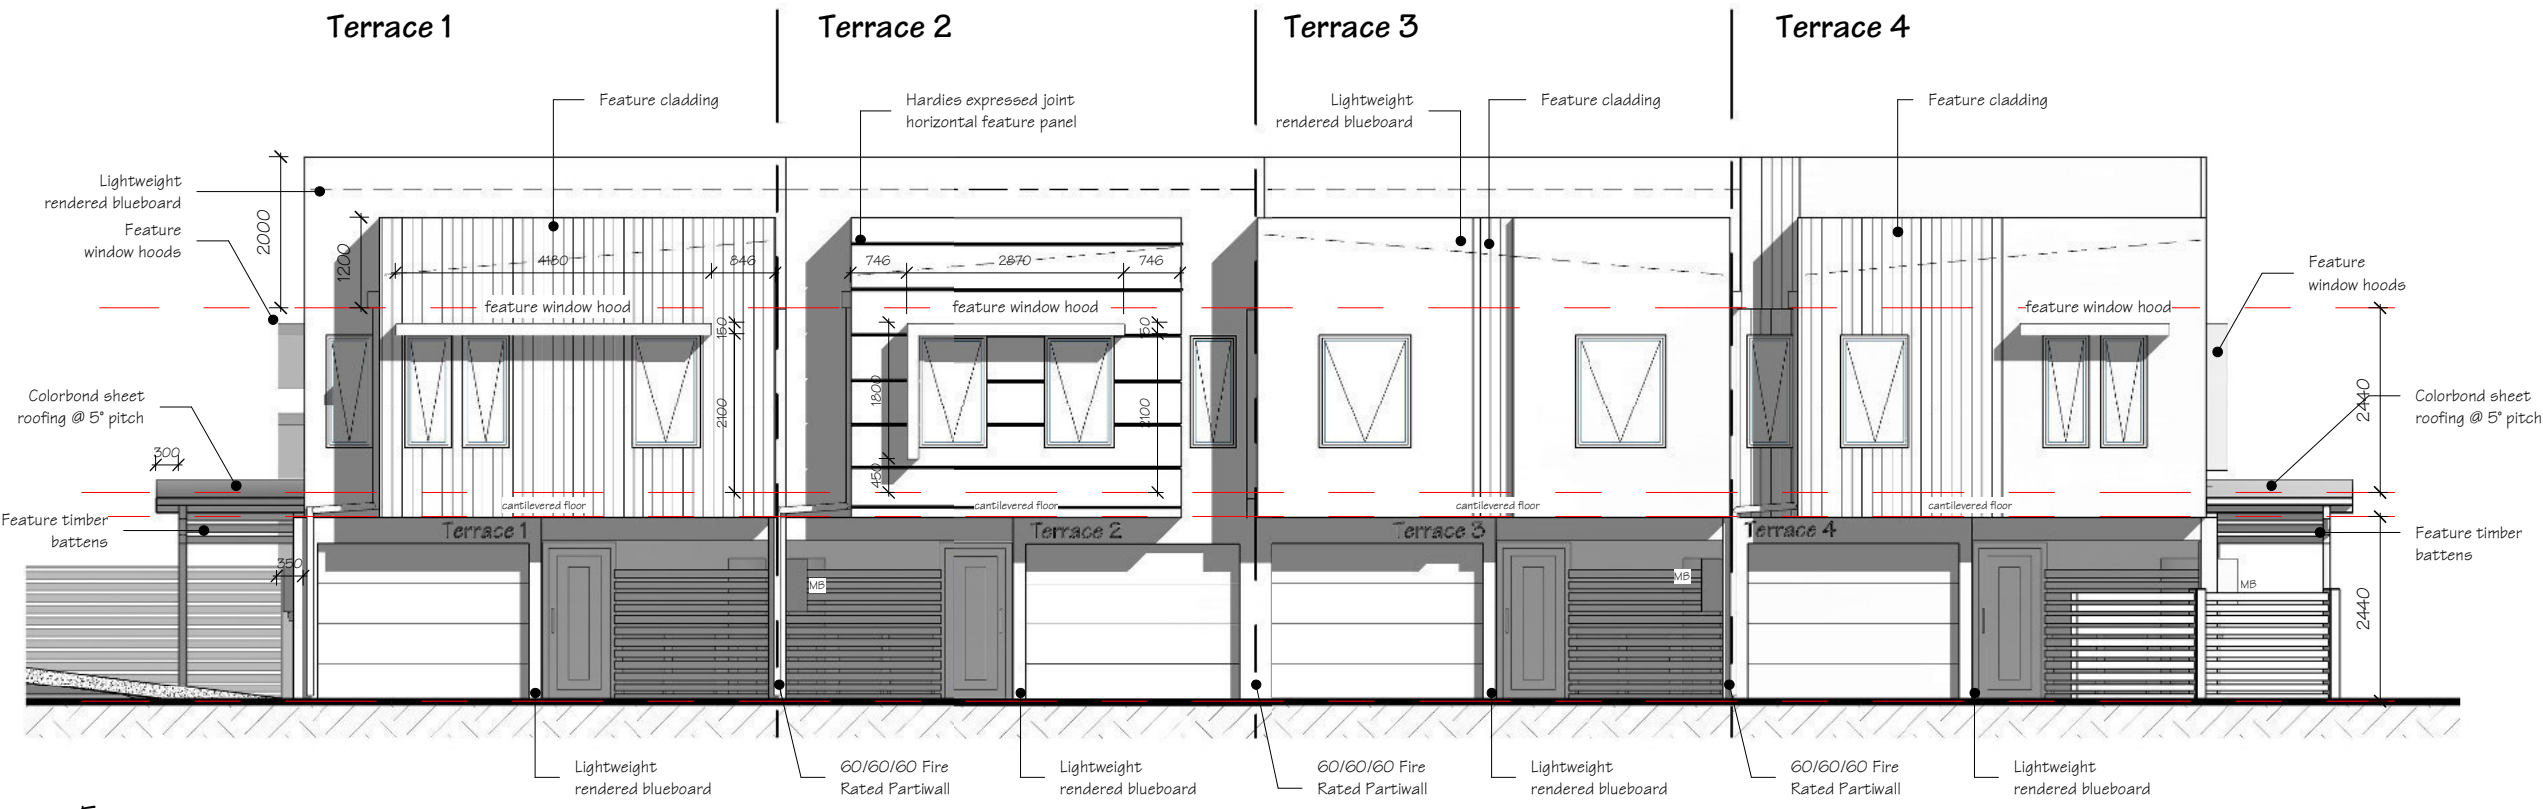 Terrace 1
Terrace 2
Terrace 3
Terrace 4
Feature cladding
Hardies expressed joint
horizontal feature panel
Lightweight
rendered blueboard
Feature cladding
Feature cladding
Lightweight
rendered blueboard
Feature
window hoods
2000
1200
4180
846
746
2870
746
Feature
window hoods
feature window hood
feature window hood
feature window hood
150
150
1800
2100
2100
450
2440
Colorbond sheet
roofing @ 5° pitch
Colorbond sheet
roofing @ 5° pitch
300
cantilevered floor
cantilevered floor
cantilevered floor
cantilevered floor
Feature timber
battens
Terrace 1
Terrace 2
Terrace 3
Terrace 4
Feature timber
battens
350
MB
MB
MB
2440
Lightweight
rendered blueboard
60/60/60 Fire
Rated Partiwall
Lightweight
rendered blueboard
60/60/60 Fire
Rated Partiwall
Lightweight
rendered blueboard
60/60/60 Fire
Rated Partiwall
Lightweight
rendered blueboard